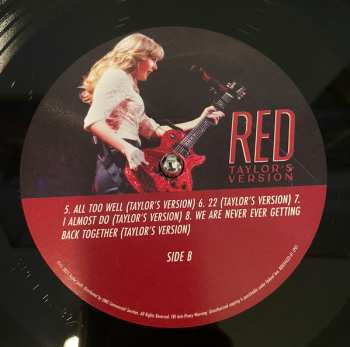 RED
TAYLOR'S
VERSION
5. ALL TOO WELL (TAYLOR'S VERSION) 6. 22 (TAYLOR'S VERSION) 7.
I ALMOST DO (TAYLOR'S VERSION) 8. WE ARE NEVER EVER GETTING
BACK TOGETHER (TAYLOR'S VERSION)
SIDE B